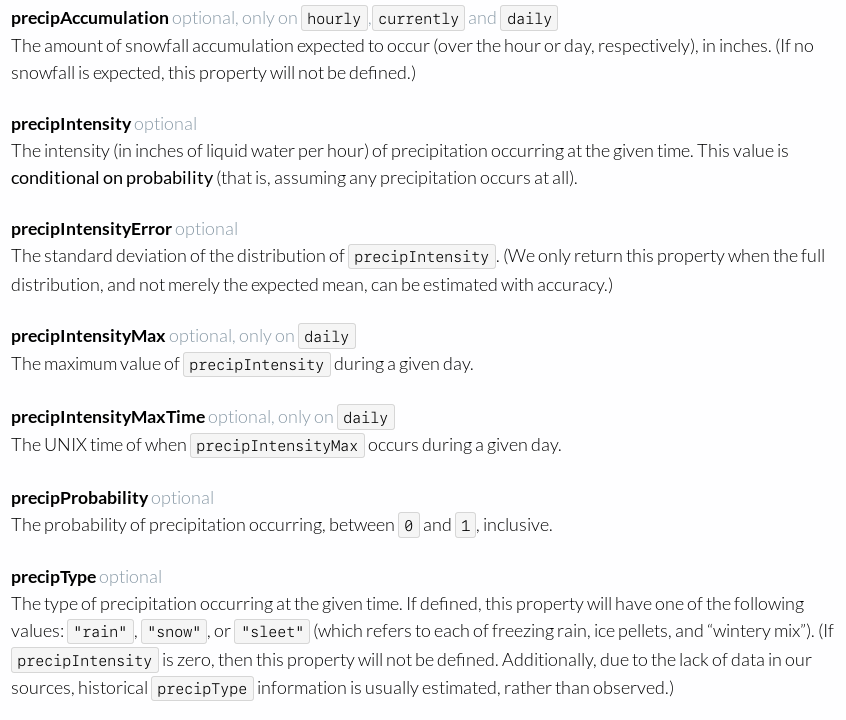 precipAccumulation optional, only on hourly, currently and daily
The amount of snowfall accumulation expected to occur (over the hour or day, respectively), in inches. (If no
snowfall is expected, this property will not be defined.)
precipIntensity optional
The intensity (in inches of liquid water per hour) of precipitation occurring at the given time. This value is
conditional on probability (that is, assuming any precipitation occurs at all).
precipIntensityError optional
The standard deviation of the distribution of precipIntensity. (We only return this property when the full
distribution, and not merely the expected mean, can be estimated with accuracy.)
precipIntensityMax optional, only on daily
The maximum value of precipIntensity during a given day.
precipIntensityMaxTime optional, only on daily
The UNIX time of when precipIntensityMax occurs during a given day.
precipProbability optional
The probability of precipitation occurring, between 0 and 1, inclusive.
precipType optional
The type of precipitation occurring at the given time. If defined, this property will have one of the following
values: "rain", "snow", or "sleet" (which refers to each of freezing rain, ice pellets, and “wintery mix”). (If
precipIntensity is zero, then this property will not be defined. Additionally, due to the lack of data in our
sources, historical precipType information is usually estimated, rather than observed.)